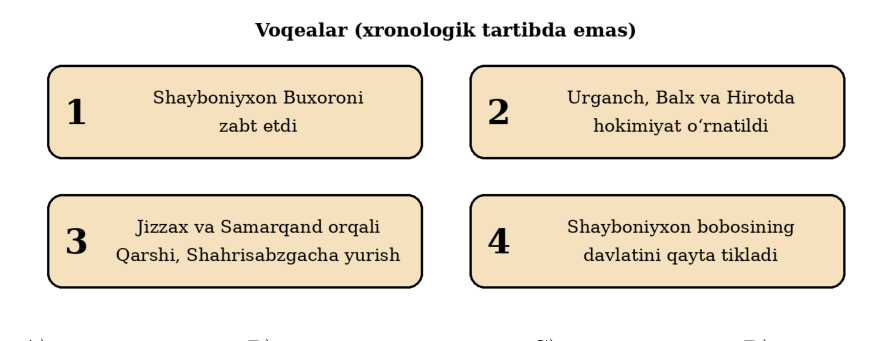 Voqealar (xronologik tartibda emas)
1
Shayboniyxon Buxoroni
zabt etdi
2
Urganch, Balx va Hirotda
hokimiyat o‘rnatildi
3
Jizzax va Samarqand orqali
Qarshi, Shahrisabzgacha yurish
4
Shayboniyxon bobosining
davlatini qayta tikladi